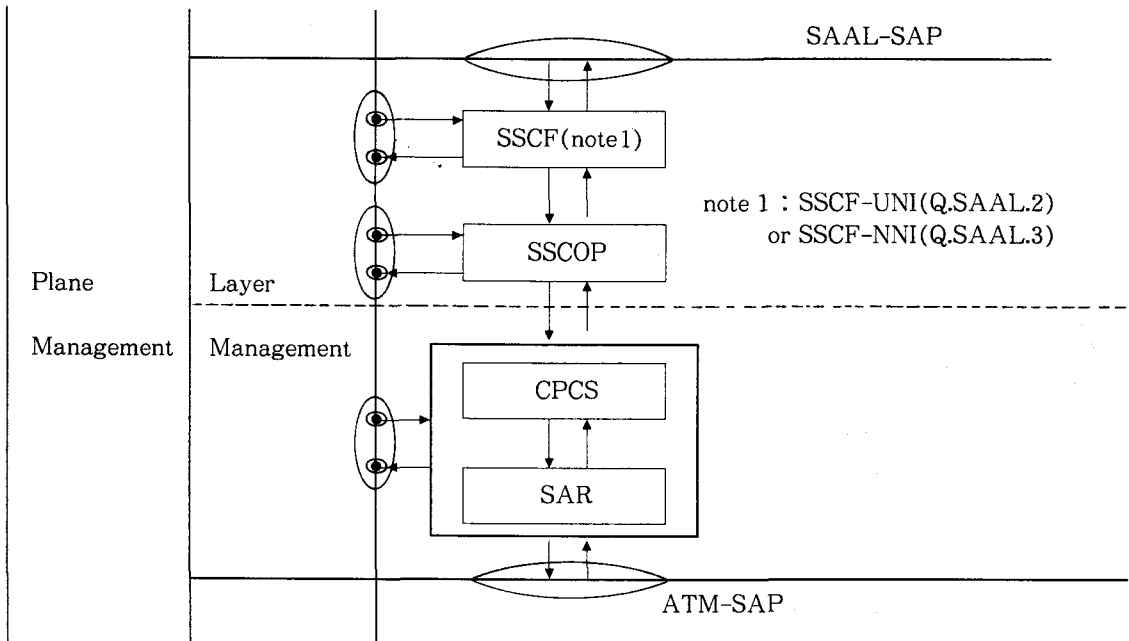 SAAL-SAP
SSCF(note1)
note 1 : SSCF-UNI(Q.SAAL.2)
or SSCF-NNI(Q.SAAL.3)
SSCOP
Plane
Layer
Management
Management
CPCS
SAR
ATM-SAP